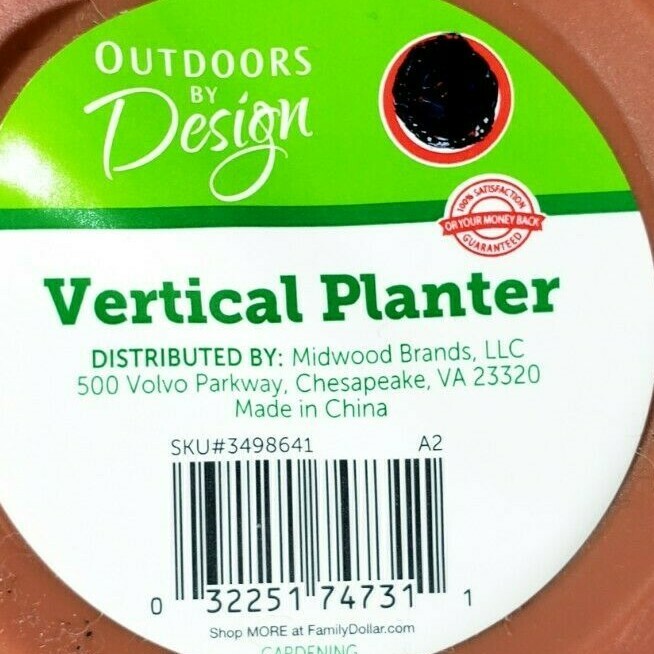 OUTDOORS
BY
Design
100% SATISFACTION
OR YOUR MONEY BACK
GUARANTEED
Vertical Planter
DISTRIBUTED BY: Midwood Brands, LLC
500 Volvo Parkway, Chesapeake, VA 23320
Made in China
SKU#3498641 A2
0 32251 74731 1
Shop MORE at FamilyDollar.com
GARDENING